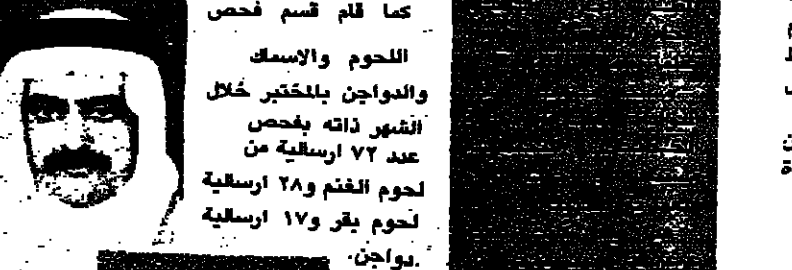 كما قام قسم فحص
اللحوم والاسماك
والدواجن بالمختبر خلال
الشهر ذاته بفحص
عدد ٧٢ ارسالية من
لحوم الغنم و٢٨ ارسالية
لحوم بقر و١٧ ارسالية
دواجن.